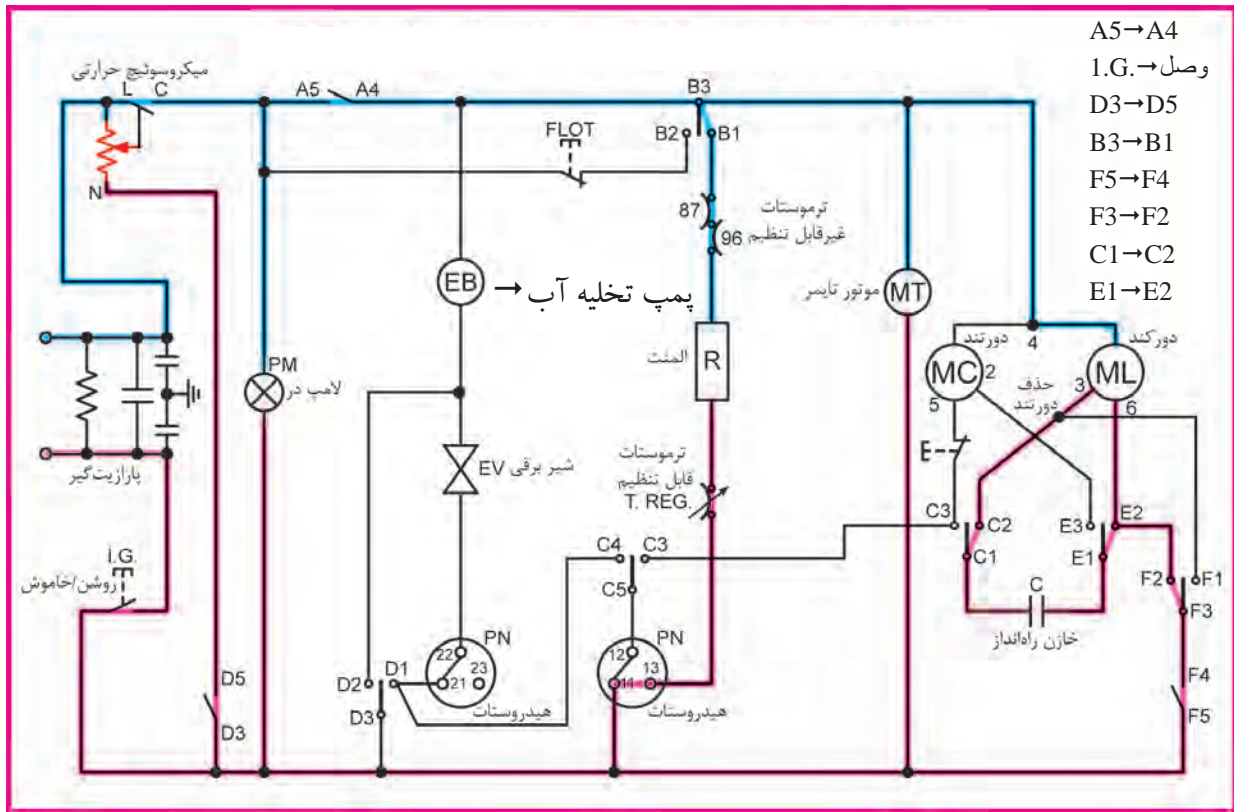 A5→A4
وصل←I.G.
D3→D5
B3→B1
F5→F4
F3→F2
C1→C2
E1→E2
میکروسوئیچ حرارتی
L C
A5 A4
B3
FLOT
B2 B1
N
87
96
ترموستات
غیرقابل تنظیم
EB
پمپ تخلیه آب
MT
موتور تایمر
دورتند
4
دورکند
MC
2
5
ML
3
6
حذف
دورتند
PM
لامپ در
المنت
R
پارازیت‌گیر
شیر برقی EV
ترموستات
قابل تنظیم
T. REG.
E
C3 C2
C1
E3 E2
E1
C4 C3
C5
I.G.
روشن/خاموش
C
خازن راه‌انداز
F2 F1
F3
PN
22
23
21
هیدروستات
PN
12
13
11
هیدروستات
D2 D1
D3
D5
D3
F4
F5